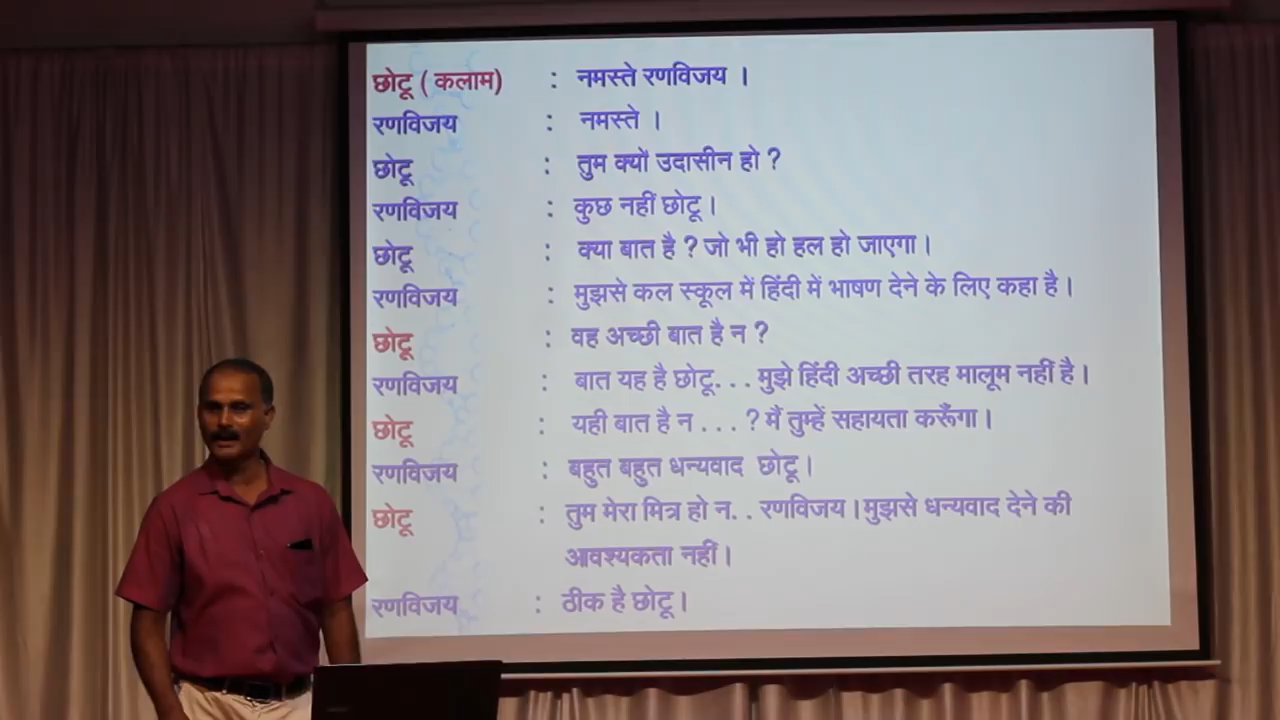 छोटू ( कलाम) : नमस्ते रणविजय ।
रणविजय : नमस्ते ।
छोटू : तुम क्यों उदासीन हो ?
रणविजय : कुछ नहीं छोटू।
छोटू : क्या बात है ? जो भी हो हल हो जाएगा।
रणविजय : मुझसे कल स्कूल में हिंदी में भाषण देने के लिए कहा है।
छोटू : वह अच्छी बात है न ?
रणविजय : बात यह है छोटू. . . मुझे हिंदी अच्छी तरह मालूम नहीं है।
छोटू : यही बात है न . . . ? मैं तुम्हें सहायता करूँगा।
रणविजय : बहुत बहुत धन्यवाद छोटू।
छोटू : तुम मेरा मित्र हो न. . रणविजय। मुझसे धन्यवाद देने की
आवश्यकता नहीं।
रणविजय : ठीक है छोटू।